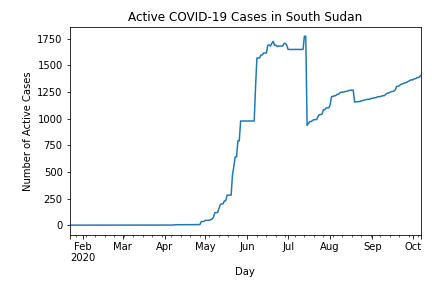 Active COVID-19 Cases in South Sudan
Number of Active Cases
1750
1500
1250
1000
750
500
250
0
Feb Mar Apr May Jun Jul Aug Sep Oct
2020
Day